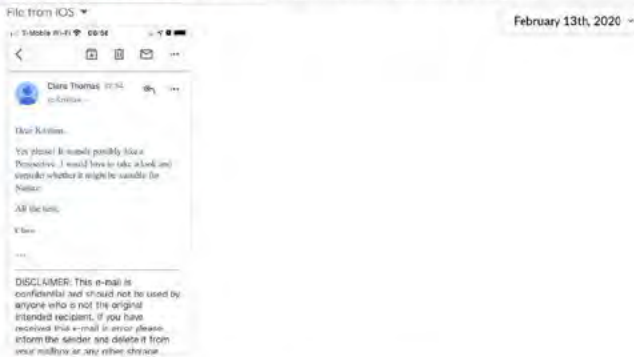 File from iOS
February 13th, 2020
T-Mobile Wi-Fi
Clare Thomas
Yes please! It sounds possibly like a
Perspective. I would love to take a look and
consider whether it might be suitable for
Nature.
All the best,
Clare
...
DISCLAIMER: This e-mail is
confidential and should not be used by
anyone who is not the original
intended recipient. If you have
received this e-mail in error please
inform the sender and delete it from
your mailbox or any other storage